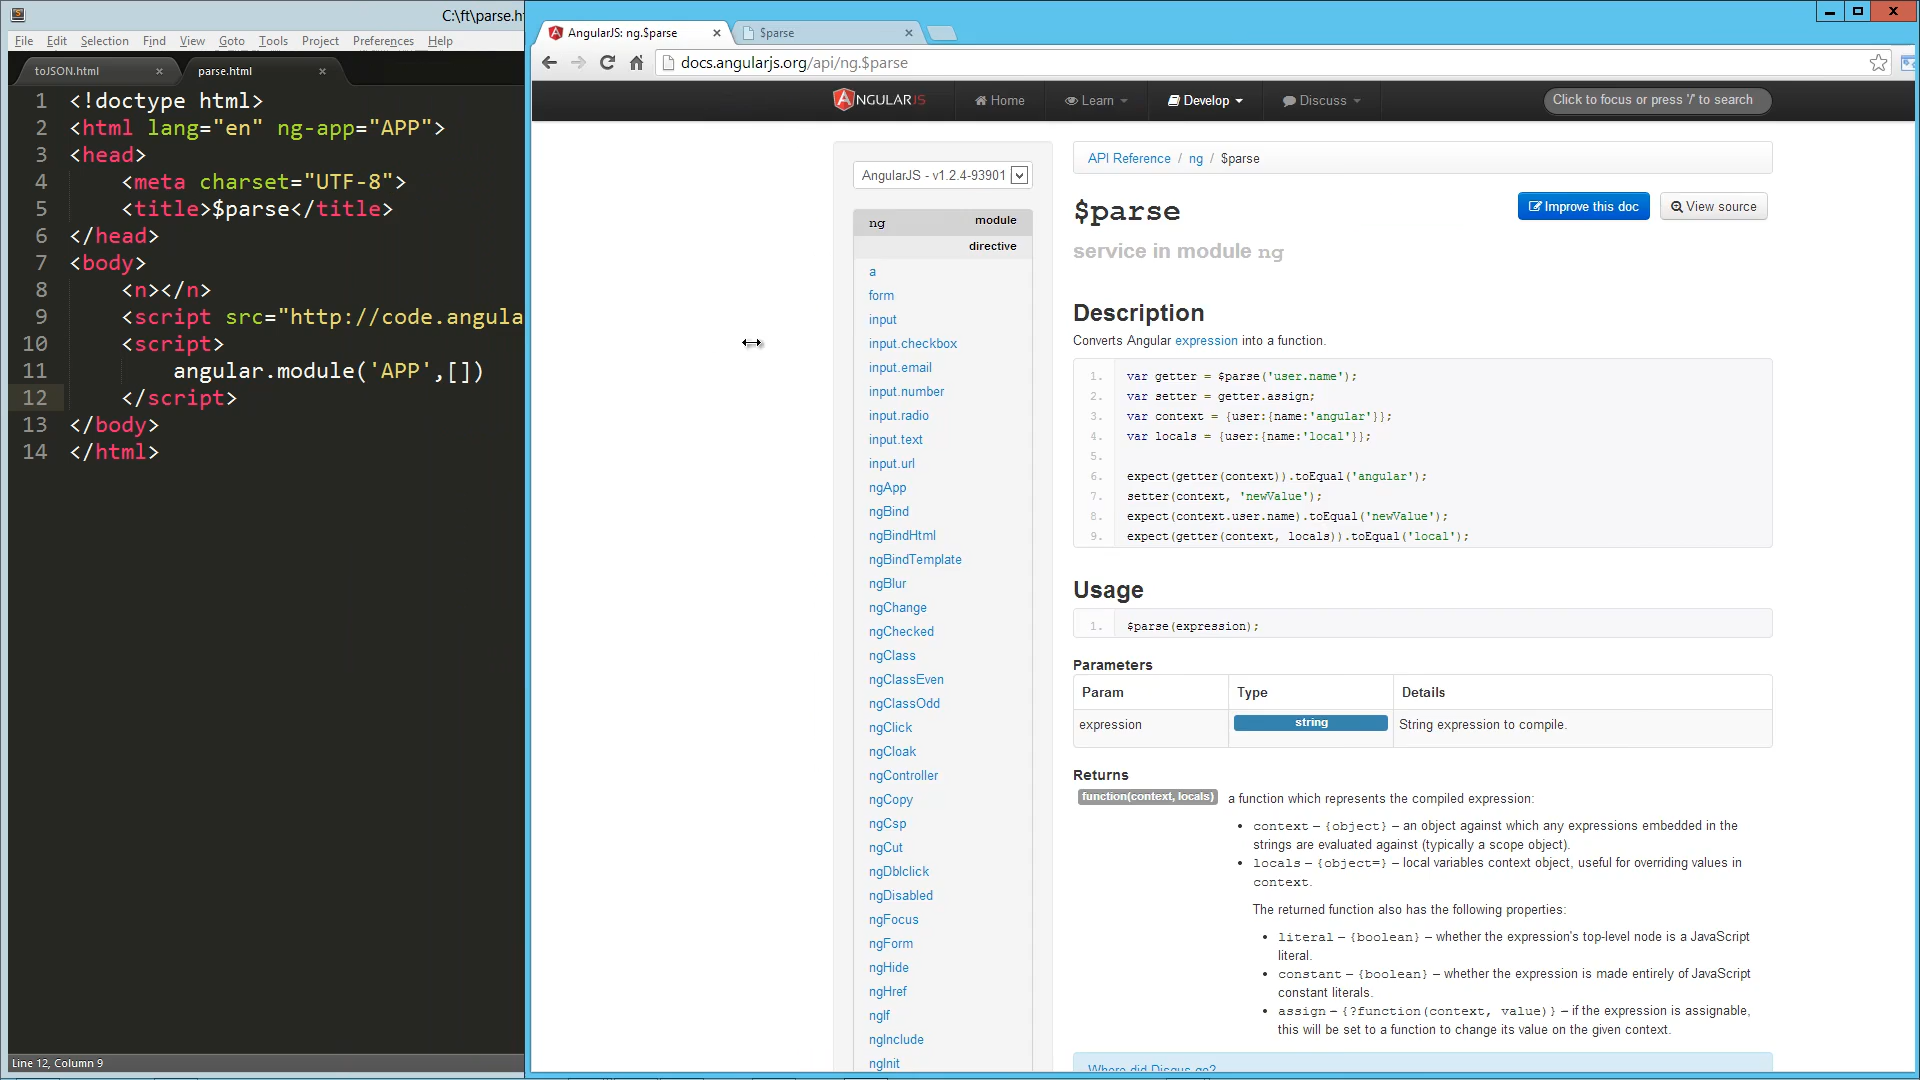 C:\ft\parse.h
File Edit Selection Find View Goto Tools Project Preferences Help
toJSON.html
parse.html
1 <!doctype html>
2 <html lang="en" ng-app="APP">
3 <head>
4 <meta charset="UTF-8">
5 <title>$parse</title>
6 </head>
7 <body>
8 <n></n>
9 <script src="http://code.angula
10 <script>
11 angular.module('APP',[])
12 </script>
13 </body>
14 </html>
Line 12, Column 9
AngularJS: ng.$parse
$parse
docs.angularjs.org/api/ng.$parse
ANGULARJS
Home
Learn
Develop
Discuss
Click to focus or press '/' to search
AngularJS - v1.2.4-93901
ng module
directive
a
form
input
input.checkbox
input.email
input.number
input.radio
input.text
input.url
ngApp
ngBind
ngBindHtml
ngBindTemplate
ngBlur
ngChange
ngChecked
ngClass
ngClassEven
ngClassOdd
ngClick
ngCloak
ngController
ngCopy
ngCsp
ngCut
ngDblclick
ngDisabled
ngFocus
ngForm
ngHide
ngHref
ngIf
ngInclude
ngInit
API Reference / ng / $parse
$parse
Improve this doc
View source
service in module ng
Description
Converts Angular expression into a function.
1. var getter = $parse('user.name');
2. var setter = getter.assign;
3. var context = {user:{name:'angular'}};
4. var locals = {user:{name:'local'}};
5.
6. expect(getter(context)).toEqual('angular');
7. setter(context, 'newValue');
8. expect(context.user.name).toEqual('newValue');
9. expect(getter(context, locals)).toEqual('local');
Usage
1. $parse(expression);
Parameters
Param Type Details
expression string String expression to compile.
Returns
function(context, locals) a function which represents the compiled expression:
• context – {object} – an object against which any expressions embedded in the
strings are evaluated against (typically a scope object).
• locals – {object=} – local variables context object, useful for overriding values in
context.
The returned function also has the following properties:
• literal – {boolean} – whether the expression's top-level node is a JavaScript
literal.
• constant – {boolean} – whether the expression is made entirely of JavaScript
constant literals.
• assign – {?function(context, value)} – if the expression is assignable,
this will be set to a function to change its value on the given context.
Where did Disqus go?